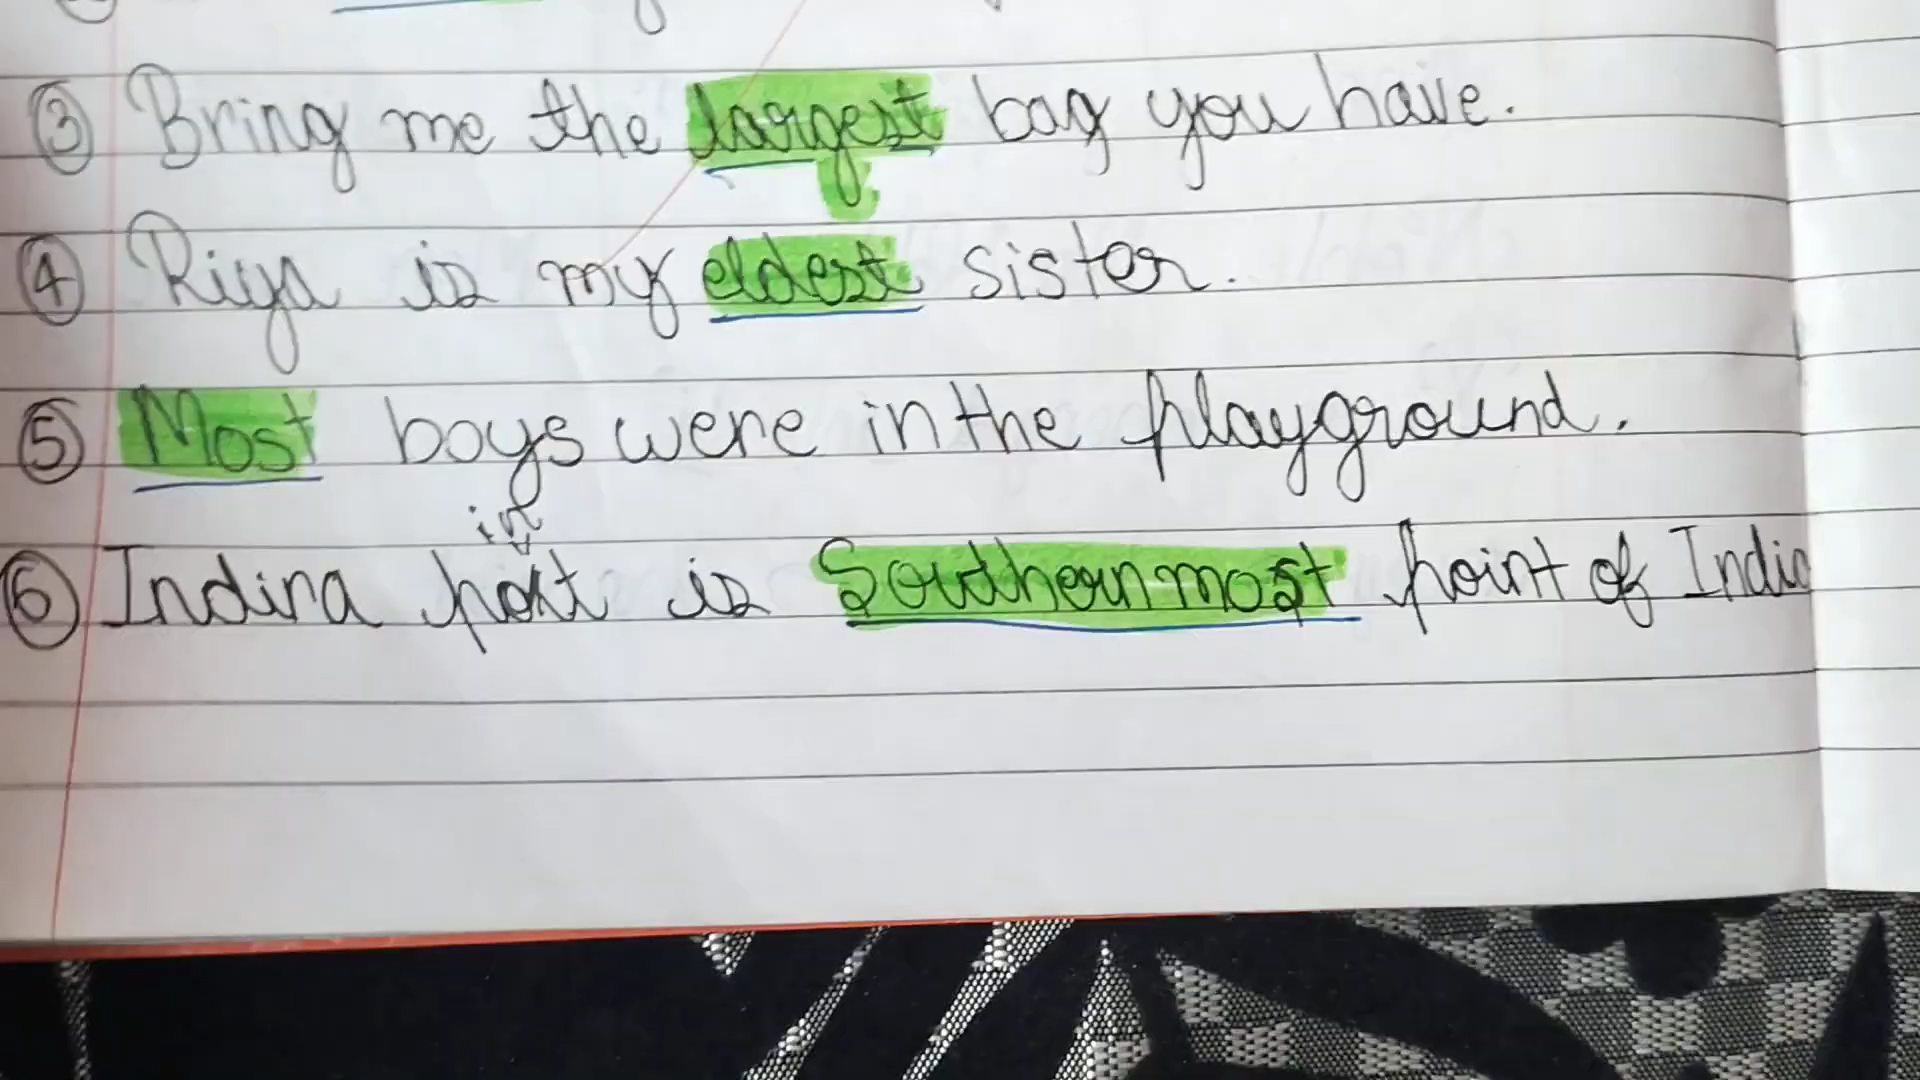 ③ Bring me the largest bag you have.
④ Riya is my eldest sister.
⑤ Most boys were in the playground.
in
⑥ Indira point is Southernmost point of India